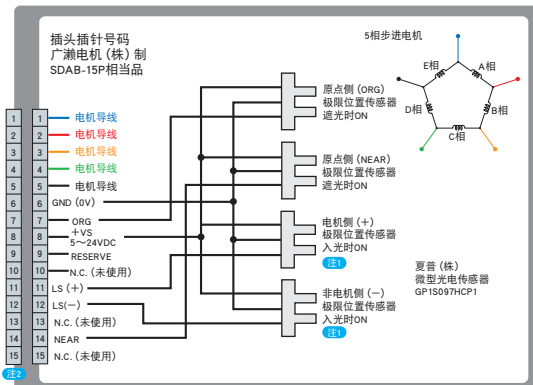 插头插针号码
广濑电机（株）制
SDAB-15P相当品
1 1 电机导线
2 2 电机导线
3 3 电机导线
4 4 电机导线
5 5 电机导线
6 6 GND (0V)
7 7 ORG
8 8 ＋VS
5～24VDC
9 9 RESERVE
10 10 N.C.（未使用）
11 11 LS (＋)
12 12 LS(－)
13 13 N.C.（未使用）
14 14 NEAR
15 15 N.C.（未使用）
注2
原点侧 (ORG)
极限位置传感器
遮光时ON
原点侧 (NEAR)
极限位置传感器
遮光时ON
电机侧 (＋)
极限位置传感器
入光时ON
注1
非电机侧 (－)
极限位置传感器
入光时ON
注1
5相步进电机
E相
A相
D相
B相
C相
夏普（株）
微型光电传感器
GP1S097HCP1